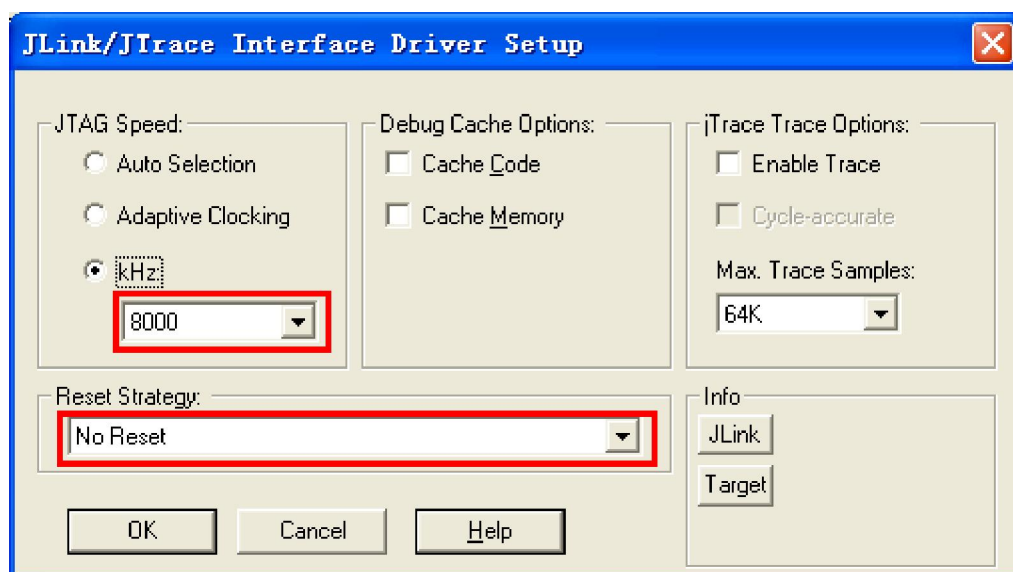 JLink/JTrace Interface Driver Setup
JTAG Speed:
Auto Selection
Adaptive Clocking
kHz:
8000
Debug Cache Options:
Cache Code
Cache Memory
jTrace Trace Options:
Enable Trace
Cycle-accurate
Max. Trace Samples:
64K
Reset Strategy:
No Reset
Info
JLink
Target
OK
Cancel
Help